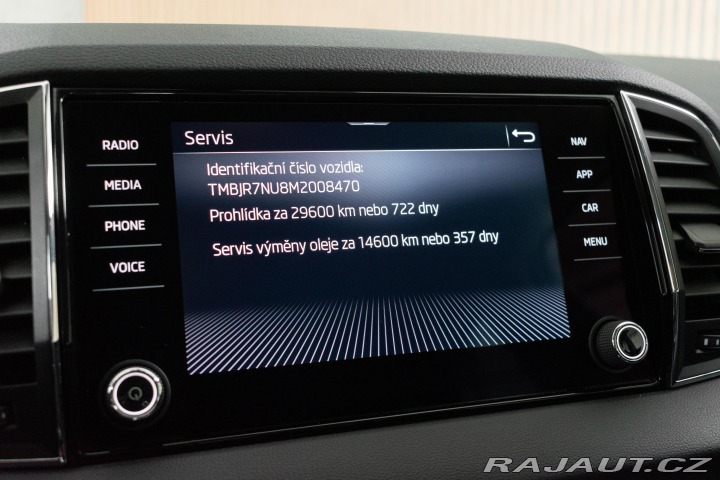 RADIO
MEDIA
PHONE
VOICE
Servis
Identifikační číslo vozidla:
TMBJR7NU8M2008470
Prohlídka za 29600 km nebo 722 dny
Servis výměny oleje za 14600 km nebo 357 dny
NAV
APP
CAR
MENU
RAJAUT.CZ